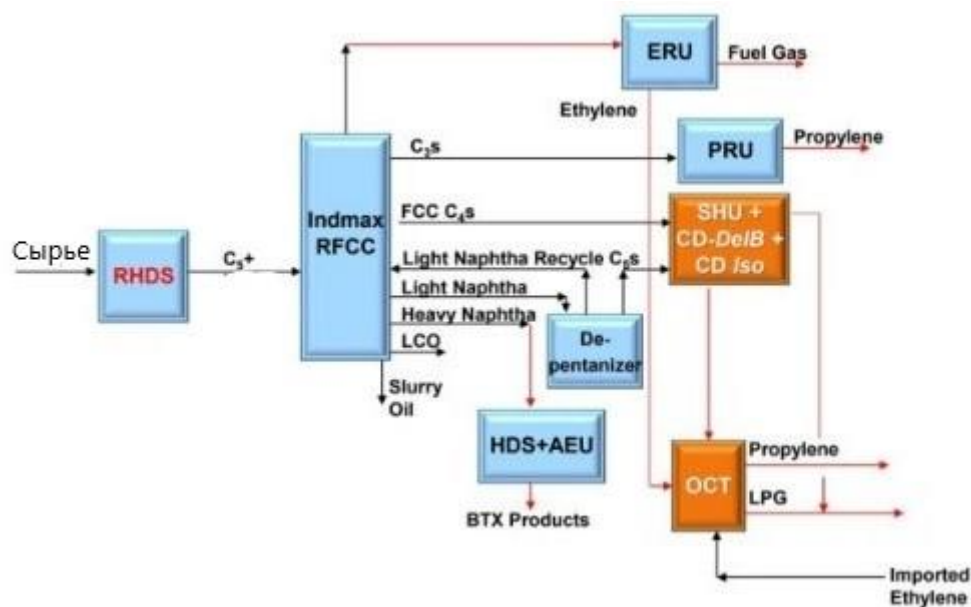 ERU
Fuel Gas
Ethylene
C₃s
PRU
Propylene
Indmax
RFCC
FCC C₄s
SHU +
CD-DelB +
CD Iso
Сырье
RHDS
C₅+
Light Naphtha Recycle C₅s
Light Naphtha
Heavy Naphtha
LCO
De-
pentanizer
Slurry
Oil
HDS+AEU
BTX Products
OCT
Propylene
LPG
Imported
Ethylene